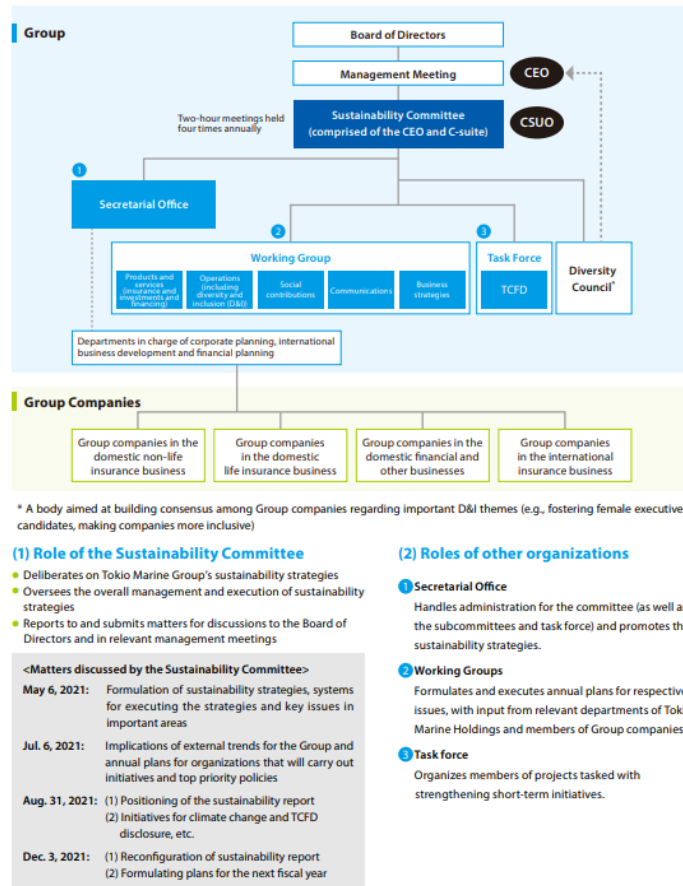 Group
Board of Directors
Management Meeting
CEO
Two-hour meetings held
four times annually
Sustainability Committee
(comprised of the CEO and C-suite)
CSUO
1
Secretarial Office
2
3
Working Group
Products and
services
(insurance and
investments and
financing)
Operations
(including
diversity and
inclusion (D&I))
Social
contributions
Communications
Business
strategies
Task Force
TCFD
Diversity
Council*
Departments in charge of corporate planning, international
business development and financial planning
Group Companies
Group companies in the
domestic non-life
insurance business
Group companies
in the domestic
life insurance business
Group companies in the
domestic financial and
other businesses
Group companies
in the international
insurance business
* A body aimed at building consensus among Group companies regarding important D&I themes (e.g., fostering female executive
candidates, making companies more inclusive)
(1) Role of the Sustainability Committee
● Deliberates on Tokio Marine Group's sustainability strategies
● Oversees the overall management and execution of sustainability
strategies
● Reports to and submits matters for discussions to the Board of
Directors and in relevant management meetings
<Matters discussed by the Sustainability Committee>
May 6, 2021: Formulation of sustainability strategies, systems
for executing the strategies and key issues in
important areas
Jul. 6, 2021: Implications of external trends for the Group and
annual plans for organizations that will carry out
initiatives and top priority policies
Aug. 31, 2021: (1) Positioning of the sustainability report
(2) Initiatives for climate change and TCFD
disclosure, etc.
Dec. 3, 2021: (1) Reconfiguration of sustainability report
(2) Formulating plans for the next fiscal year
(2) Roles of other organizations
1 Secretarial Office
Handles administration for the committee (as well as
the subcommittees and task force) and promotes th
sustainability strategies.
2 Working Groups
Formulates and executes annual plans for respective
issues, with input from relevant departments of Toki
Marine Holdings and members of Group companies
3 Task force
Organizes members of projects tasked with
strengthening short-term initiatives.